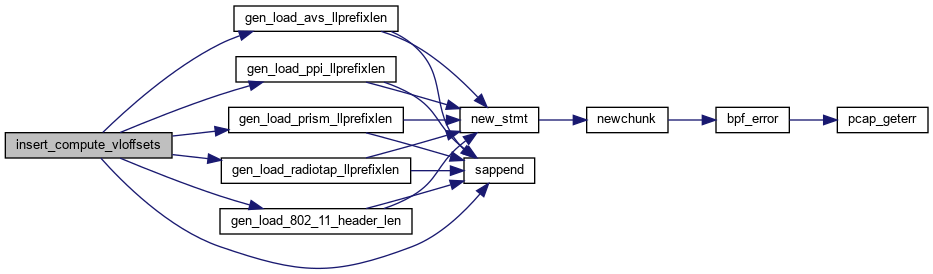 insert_compute_vloffsets
gen_load_avs_llprefixlen
gen_load_ppi_llprefixlen
gen_load_prism_llprefixlen
gen_load_radiotap_llprefixlen
gen_load_802_11_header_len
new_stmt
sappend
newchunk
bpf_error
pcap_geterr